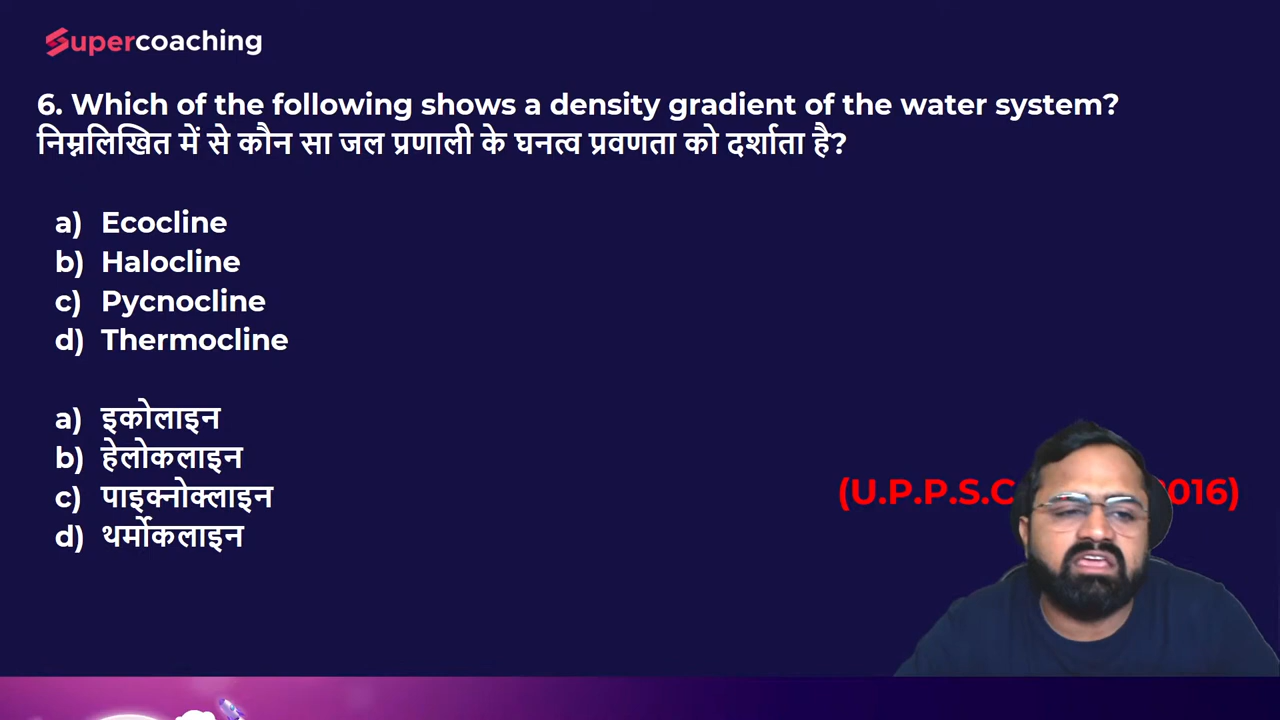 Supercoaching
6. Which of the following shows a density gradient of the water system?
निम्नलिखित में से कौन सा जल प्रणाली के घनत्व प्रवणता को दर्शाता है?
a) Ecocline
b) Halocline
c) Pycnocline
d) Thermocline
a) इकोलाइन
b) हेलोकलाइन
c) पाइक्नोक्लाइन
d) थर्मोकलाइन
(U.P.P.S.C 2016)